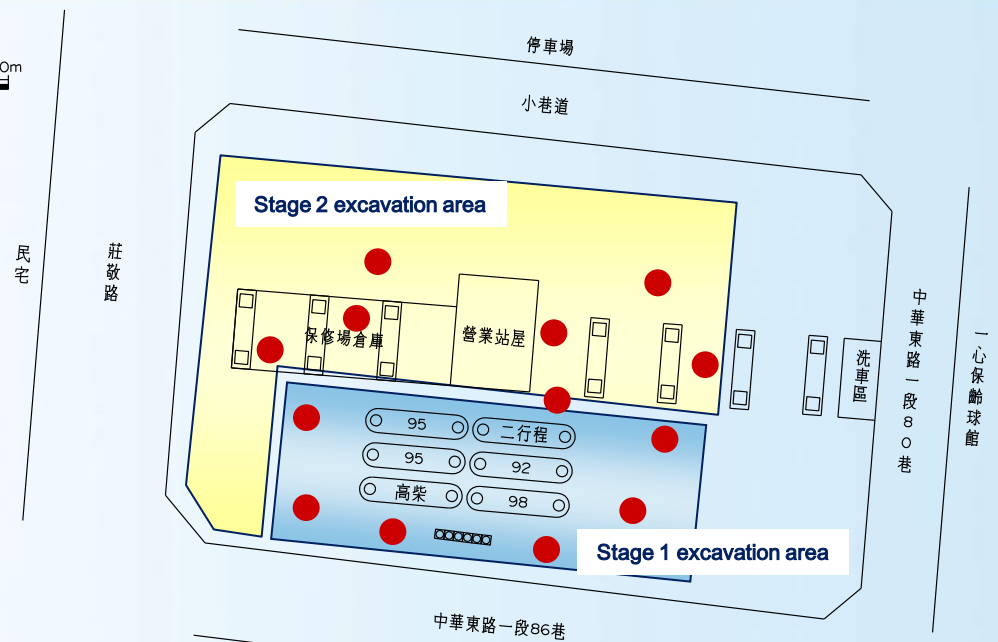 停車場
0m
小巷道
Stage 2 excavation area
民宅
莊敬路
中華東路一段80巷
一心保齡球館
保修場倉庫
營業站屋
洗車區
95
二行程
95
92
高柴
98
Stage 1 excavation area
中華東路一段86巷